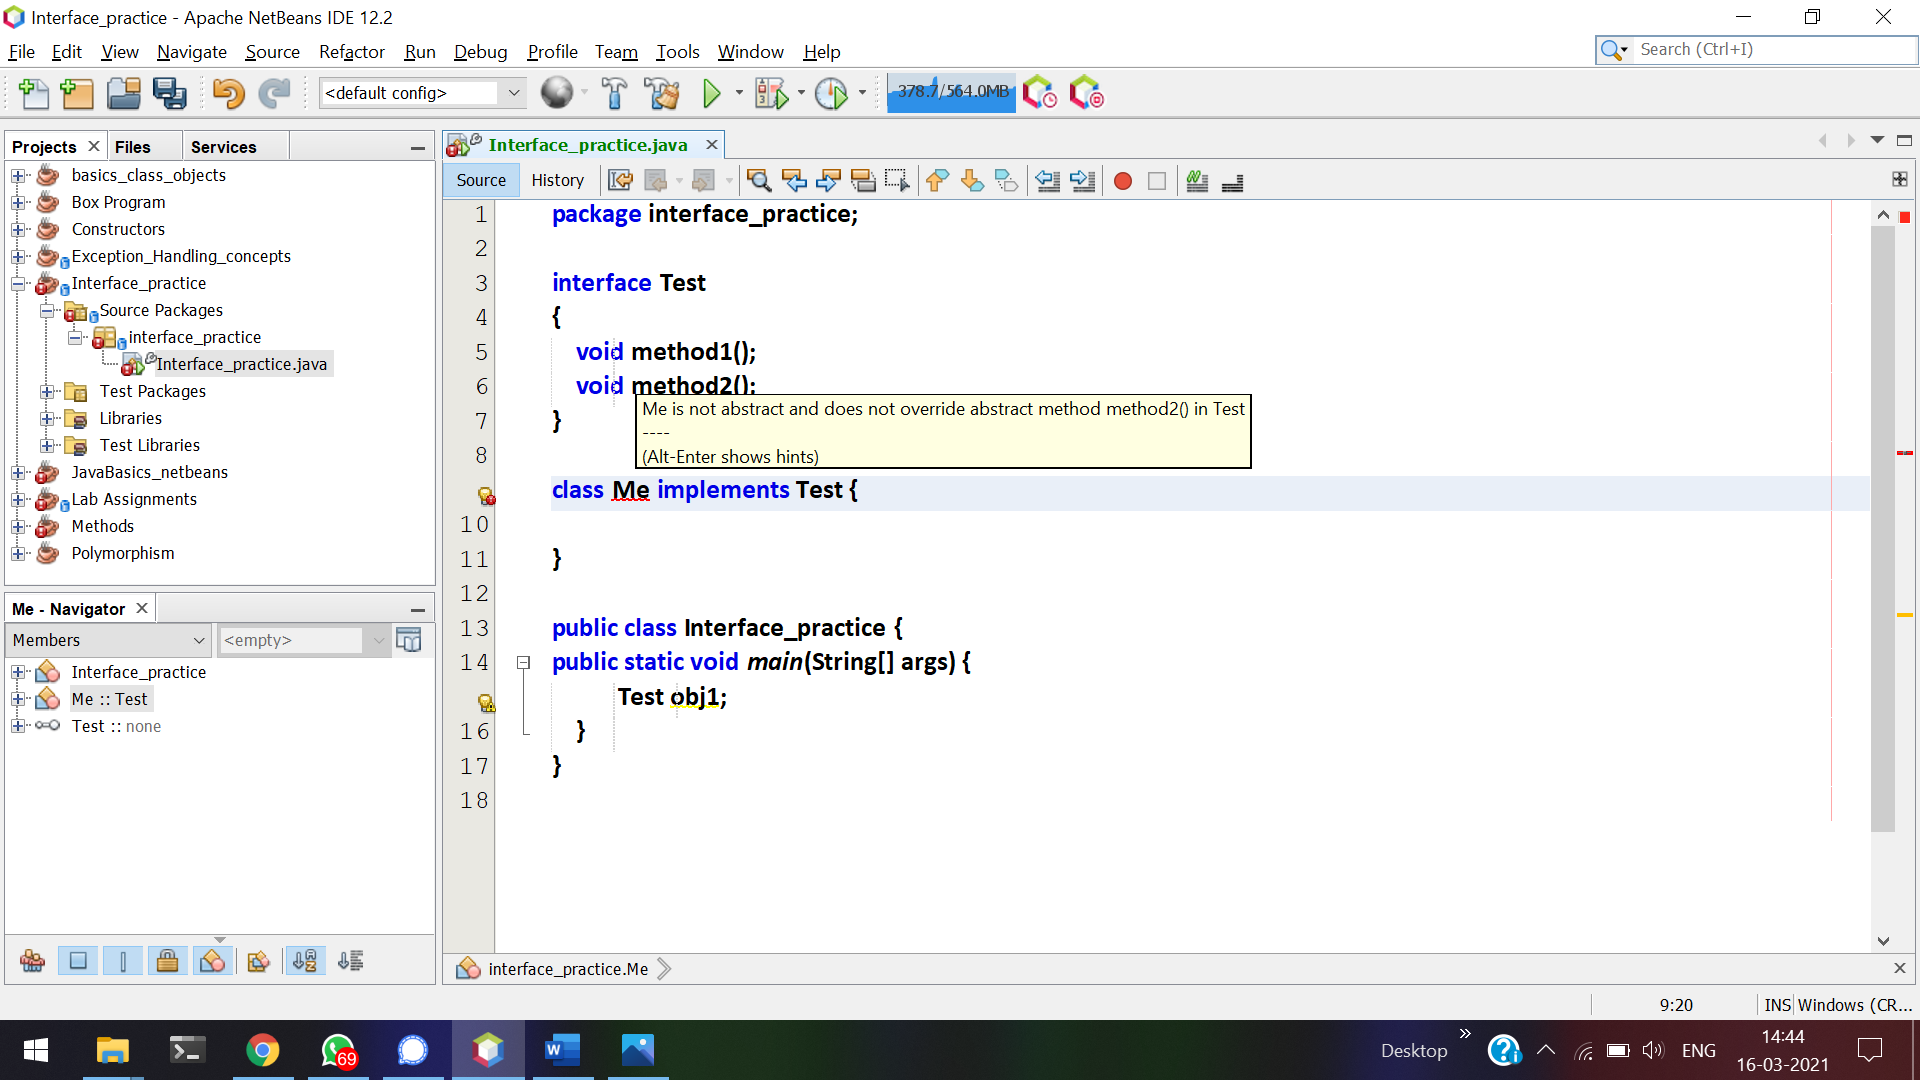 Interface_practice - Apache NetBeans IDE 12.2
File Edit View Navigate Source Refactor Run Debug Profile Team Tools Window Help
Search (Ctrl+I)
<default config>
378.7/564.0MB
Projects Files Services
basics_class_objects
Box Program
Constructors
Exception_Handling_concepts
Interface_practice
Source Packages
interface_practice
Interface_practice.java
Test Packages
Libraries
Test Libraries
JavaBasics_netbeans
Lab Assignments
Methods
Polymorphism
Me - Navigator
Members
<empty>
Interface_practice
Me :: Test
Test :: none
Interface_practice.java
Source History
1 package interface_practice;
2
3 interface Test
4 {
5 void method1();
6 void method2();
7 }
8
Me is not abstract and does not override abstract method method2() in Test
----
(Alt-Enter shows hints)
class Me implements Test {
10
11 }
12
13 public class Interface_practice {
14 public static void main(String[] args) {
Test obj1;
16 }
17 }
18
interface_practice.Me
9:20 INS Windows (CR...
69
W
Desktop
ENG
14:44
16-03-2021